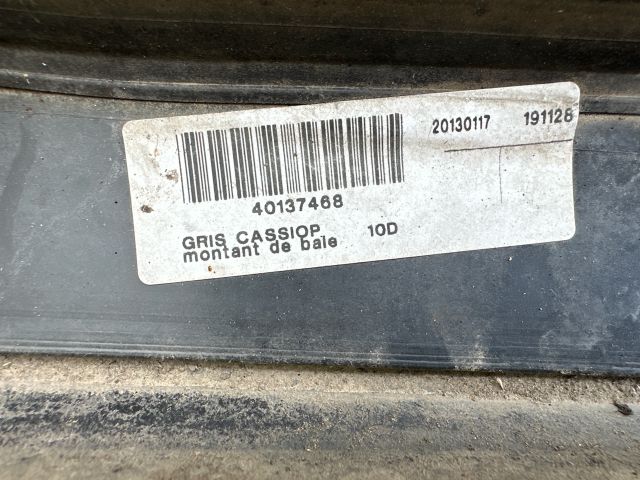 20130117 191128
40137468
GRIS CASSIOP 10D
montant de baie